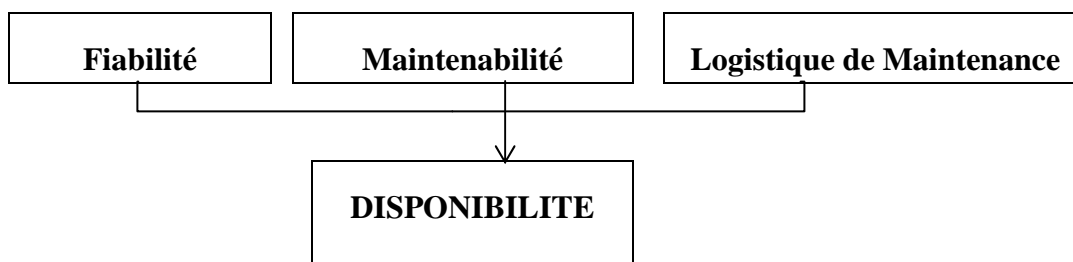 Fiabilité
Maintenabilité
Logistique de Maintenance
DISPONIBILITE